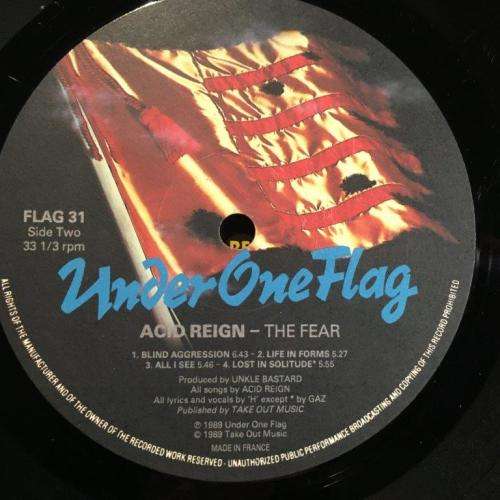 FLAG 31
Side Two
33 1/3 rpm
Under One Flag
ACID REIGN – THE FEAR
1. BLIND AGGRESSION 6.43 – 2. LIFE IN FORMS 5.27
3. ALL I SEE 5.46 – 4. LOST IN SOLITUDE* 5.55
Produced by UNKLE BASTARD
All songs by ACID REIGN
All lyrics and vocals by 'H' except * by GAZ
Published by TAKE OUT MUSIC
℗ 1989 Under One Flag
© 1989 Take Out Music
MADE IN FRANCE
ALL RIGHTS OF THE MANUFACTURER AND OF THE OWNER OF THE RECORDED WORK RESERVED · UNAUTHORIZED PUBLIC PERFORMANCE BROADCASTING AND COPYING OF THIS RECORD PROHIBITED